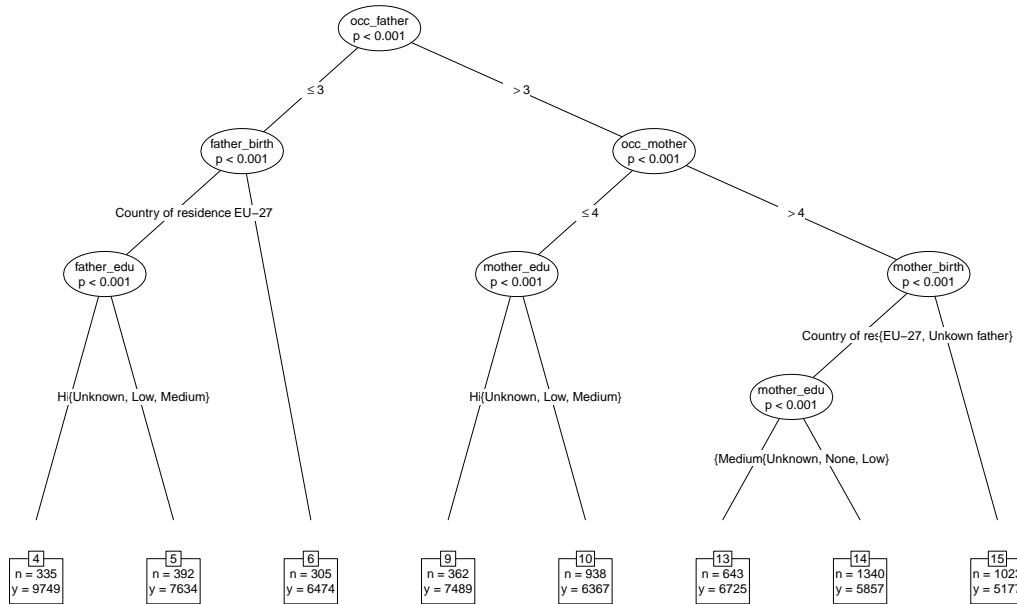 occ_father
p < 0.001
≤ 3
> 3
father_birth
p < 0.001
occ_mother
p < 0.001
Country of residence EU−27
≤ 4
> 4
father_edu
p < 0.001
mother_edu
p < 0.001
mother_birth
p < 0.001
Country of res{EU−27, Unkown father}
Hi{Unknown, Low, Medium}
Hi{Unknown, Low, Medium}
mother_edu
p < 0.001
{Medium{Unknown, None, Low}
4
n = 335
y = 9749
5
n = 392
y = 7634
6
n = 305
y = 6474
9
n = 362
y = 7489
10
n = 938
y = 6367
13
n = 643
y = 6725
14
n = 1340
y = 5857
15
n = 1023
y = 5177